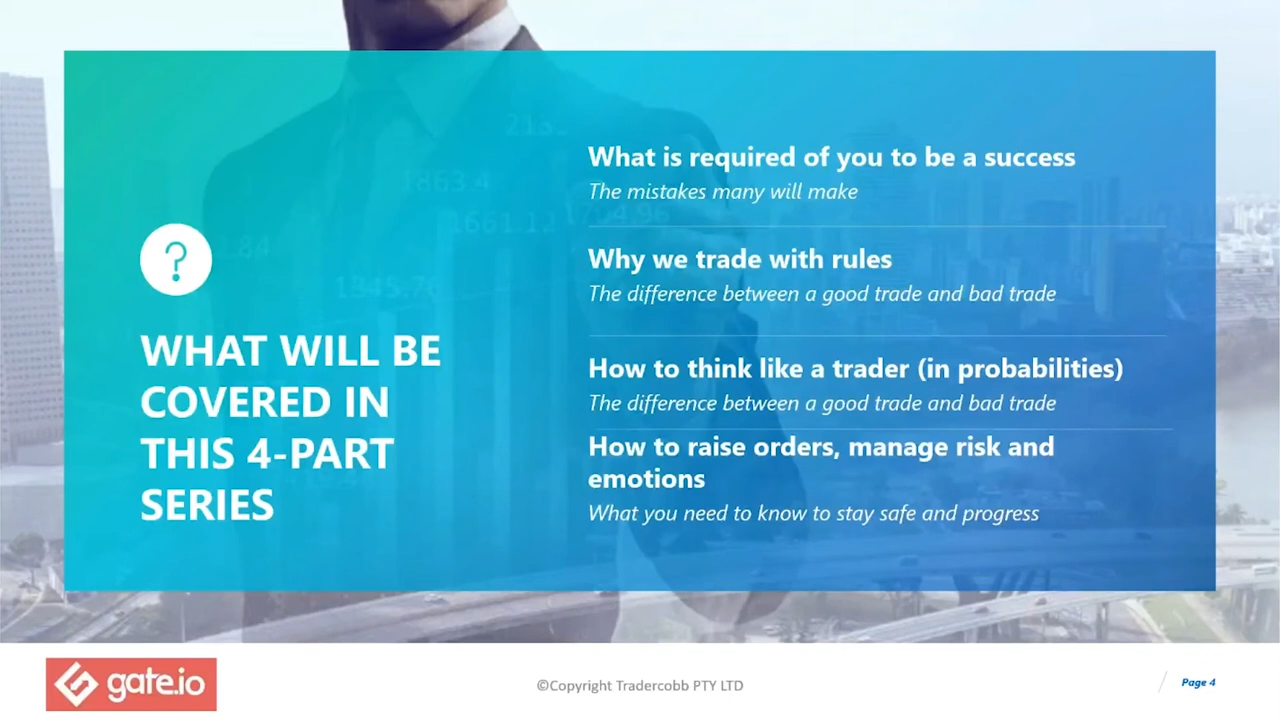 ?
WHAT WILL BE
COVERED IN
THIS 4-PART
SERIES
What is required of you to be a success
The mistakes many will make
Why we trade with rules
The difference between a good trade and bad trade
How to think like a trader (in probabilities)
The difference between a good trade and bad trade
How to raise orders, manage risk and
emotions
What you need to know to stay safe and progress
1863.4
1661.12
gate.io
©Copyright Tradercobb PTY LTD
Page 4